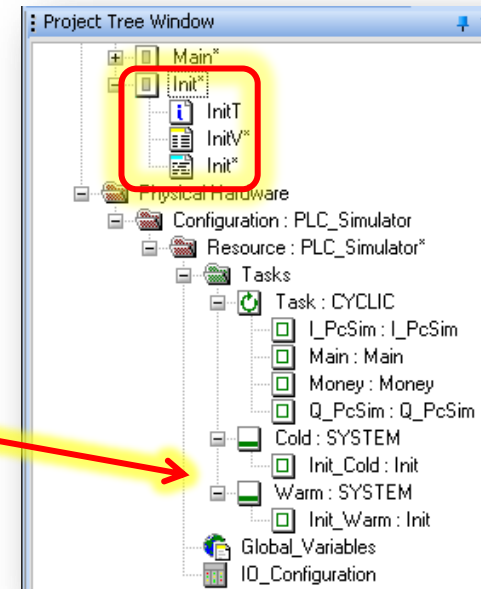 Project Tree Window
Main*
Init*
InitT
InitV*
Init*
Physical Hardware
Configuration : PLC_Simulator
Resource : PLC_Simulator*
Tasks
Task : CYCLIC
I_PcSim : I_PcSim
Main : Main
Money : Money
Q_PcSim : Q_PcSim
Cold : SYSTEM
Init_Cold : Init
Warm : SYSTEM
Init_Warm : Init
Global_Variables
IO_Configuration